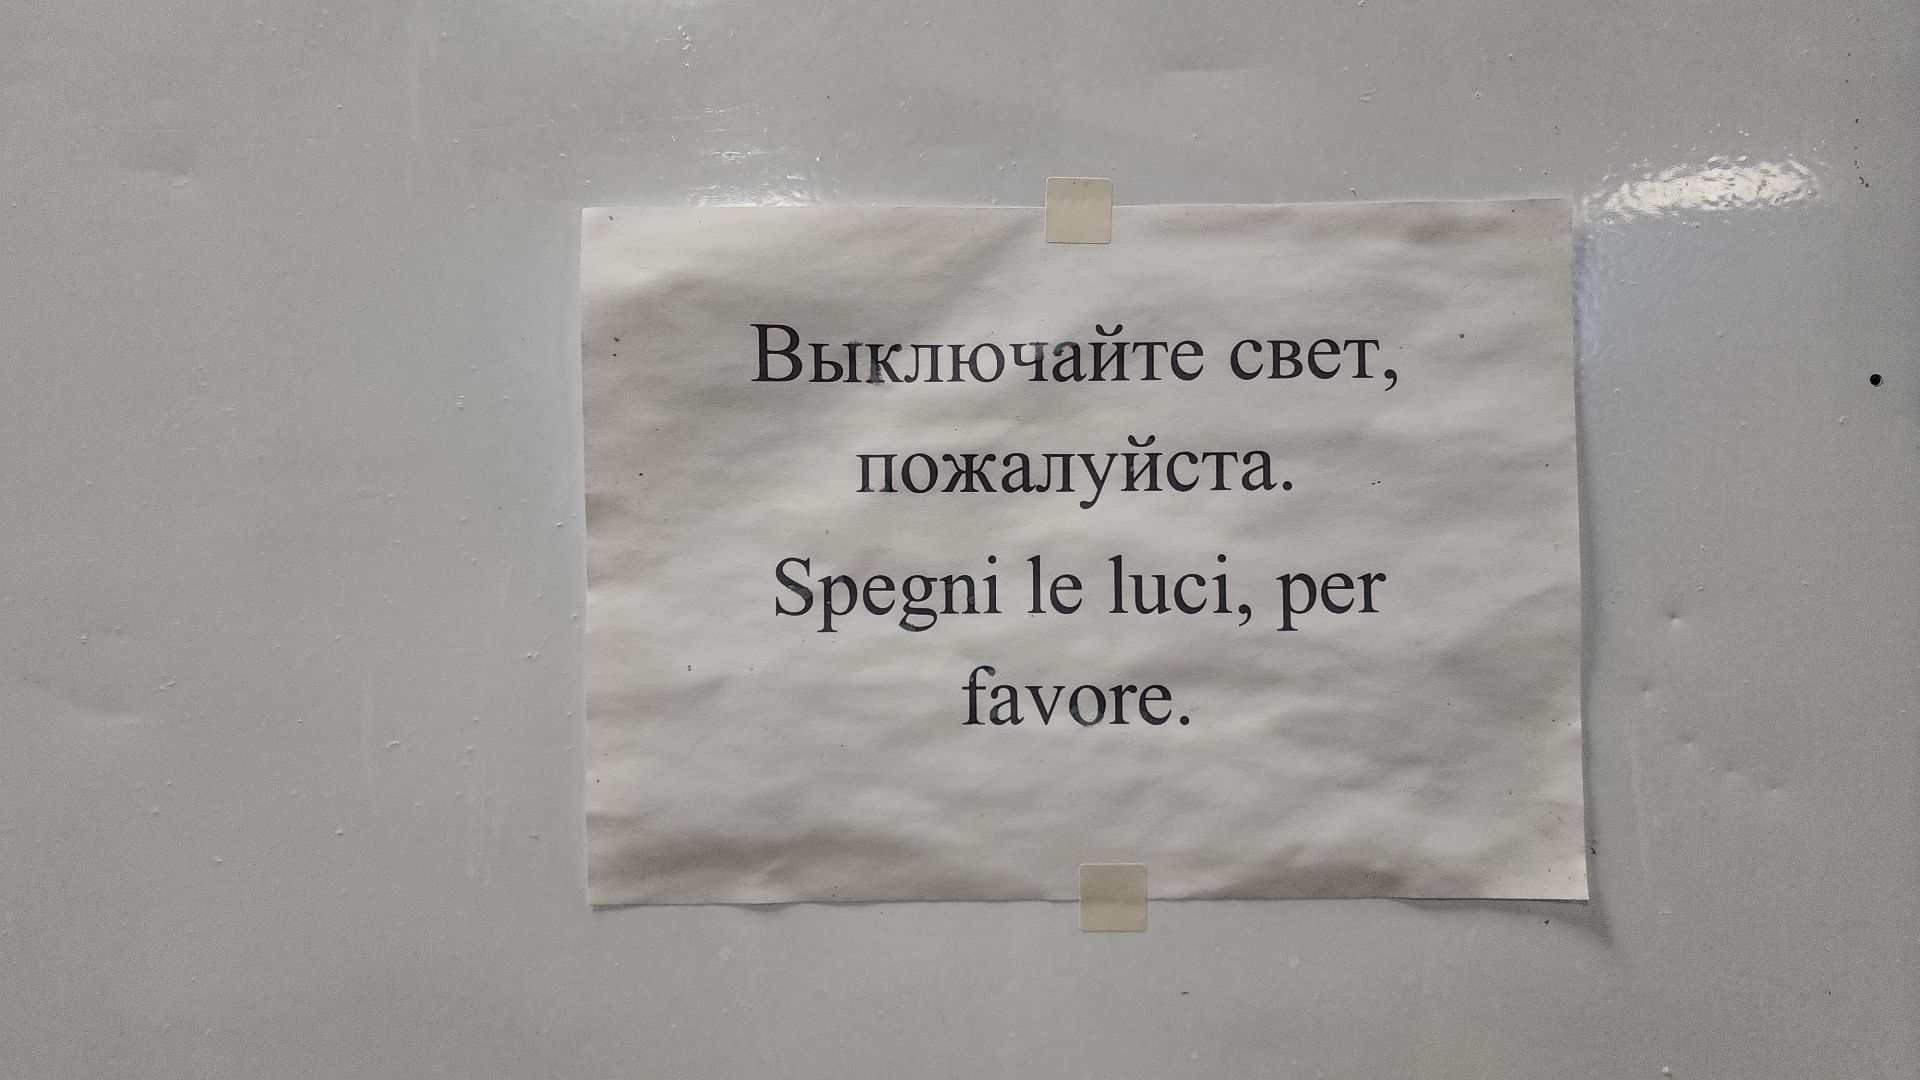 Выключайте свет,
пожалуйста.
Spegni le luci, per
favore.